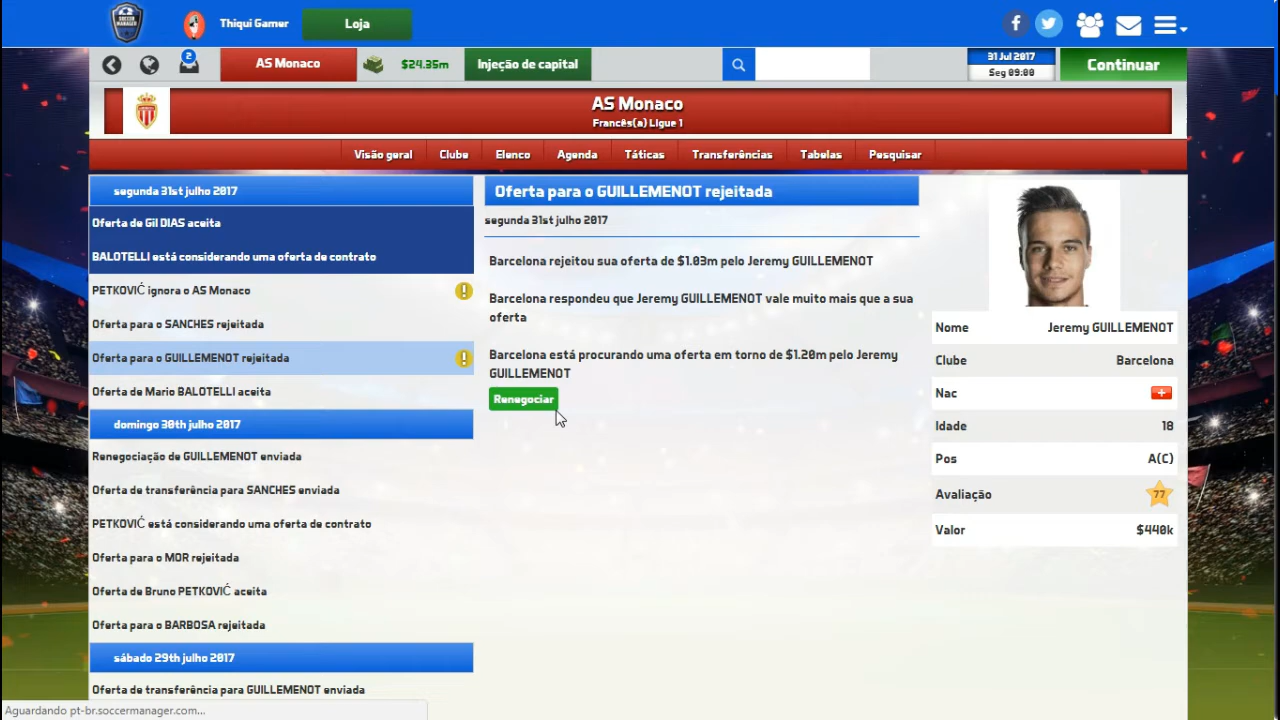 SOCCER MANAGER
Thiqui Gamer
Loja
2
AS Monaco
$24.35m
Injeção de capital
31 Jul 2017
Seg 09:00
Continuar
AS Monaco
Francês(a) Ligue 1
Visão geral
Clube
Elenco
Agenda
Táticas
Transferências
Tabelas
Pesquisar
segunda 31st julho 2017
Oferta de Gil DIAS aceita
BALOTELLI está considerando uma oferta de contrato
PETKOVIĆ ignora o AS Monaco
Oferta para o SANCHES rejeitada
Oferta para o GUILLEMENOT rejeitada
Oferta de Mario BALOTELLI aceita
domingo 30th julho 2017
Renegociação de GUILLEMENOT enviada
Oferta de transferência para SANCHES enviada
PETKOVIĆ está considerando uma oferta de contrato
Oferta para o MOR rejeitada
Oferta de Bruno PETKOVIĆ aceita
Oferta para o BARBOSA rejeitada
sábado 29th julho 2017
Oferta de transferência para GUILLEMENOT enviada
Oferta para o GUILLEMENOT rejeitada
segunda 31st julho 2017
Barcelona rejeitou sua oferta de $1.03m pelo Jeremy GUILLEMENOT
Barcelona respondeu que Jeremy GUILLEMENOT vale muito mais que a sua
oferta
Barcelona está procurando uma oferta em torno de $1.20m pelo Jeremy
GUILLEMENOT
Renegociar
Nome Jeremy GUILLEMENOT
Clube Barcelona
Nac
Idade 18
Pos A(C)
Avaliação 77
Valor $440k
Aguardando pt-br.soccermanager.com...